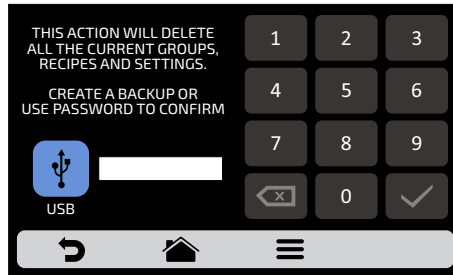 THIS ACTION WILL DELETE
ALL THE CURRENT GROUPS,
RECIPES AND SETTINGS.
CREATE A BACKUP OR
USE PASSWORD TO CONFIRM
USB
1 2 3
4 5 6
7 8 9
0